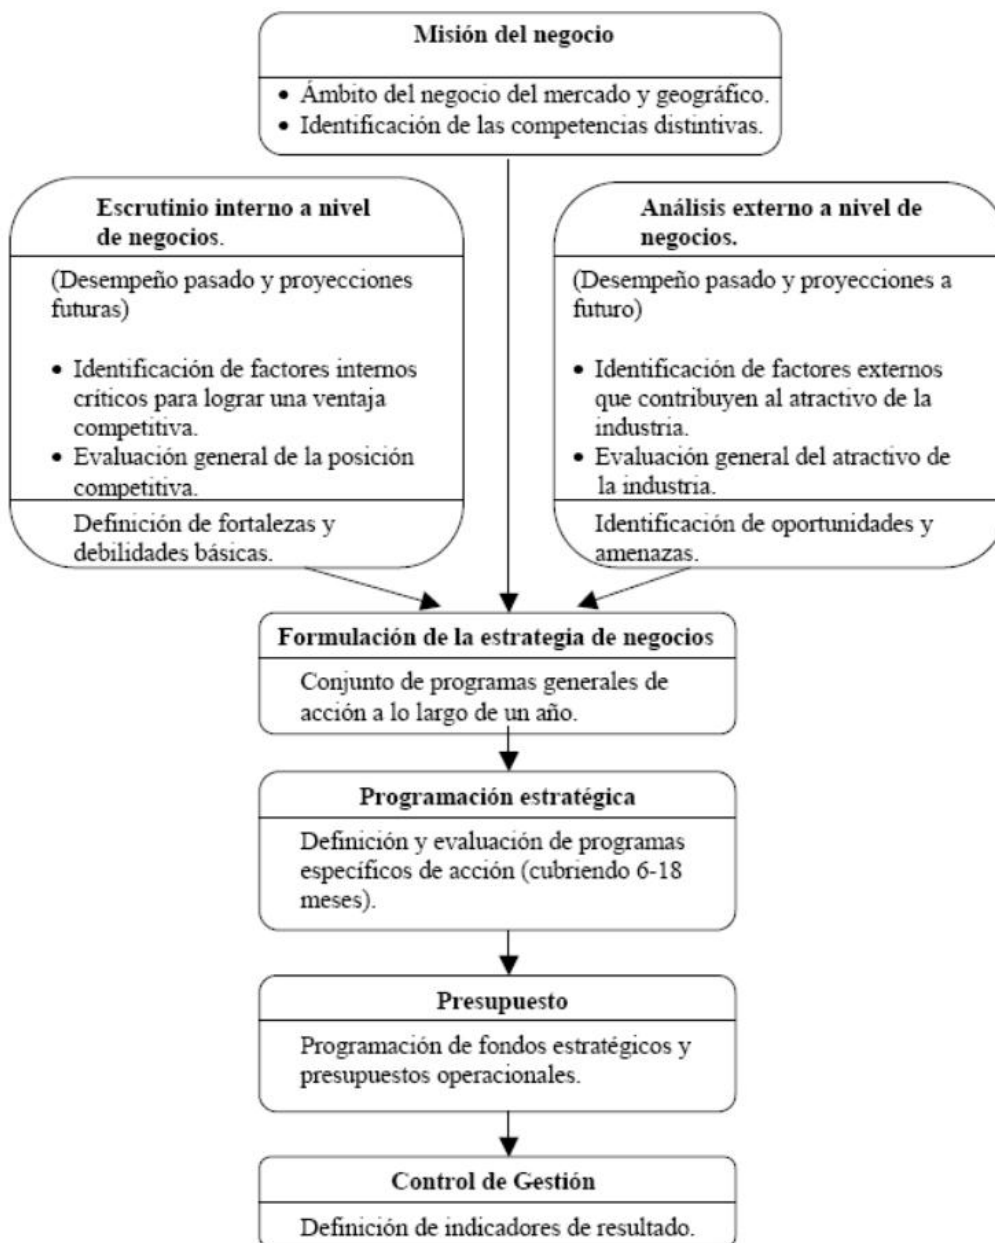 Misión del negocio
• Ámbito del negocio del mercado y geográfico.
• Identificación de las competencias distintivas.
Escrutinio interno a nivel
de negocios.
(Desempeño pasado y proyecciones
futuras)
• Identificación de factores internos
críticos para lograr una ventaja
competitiva.
• Evaluación general de la posición
competitiva.
Definición de fortalezas y
debilidades básicas.
Análisis externo a nivel de
negocios.
(Desempeño pasado y proyecciones a
futuro)
• Identificación de factores externos
que contribuyen al atractivo de la
industria.
• Evaluación general del atractivo de
la industria.
Identificación de oportunidades y
amenazas.
Formulación de la estrategia de negocios
Conjunto de programas generales de
acción a lo largo de un año.
Programación estratégica
Definición y evaluación de programas
específicos de acción (cubriendo 6-18
meses).
Presupuesto
Programación de fondos estratégicos y
presupuestos operacionales.
Control de Gestión
Definición de indicadores de resultado.